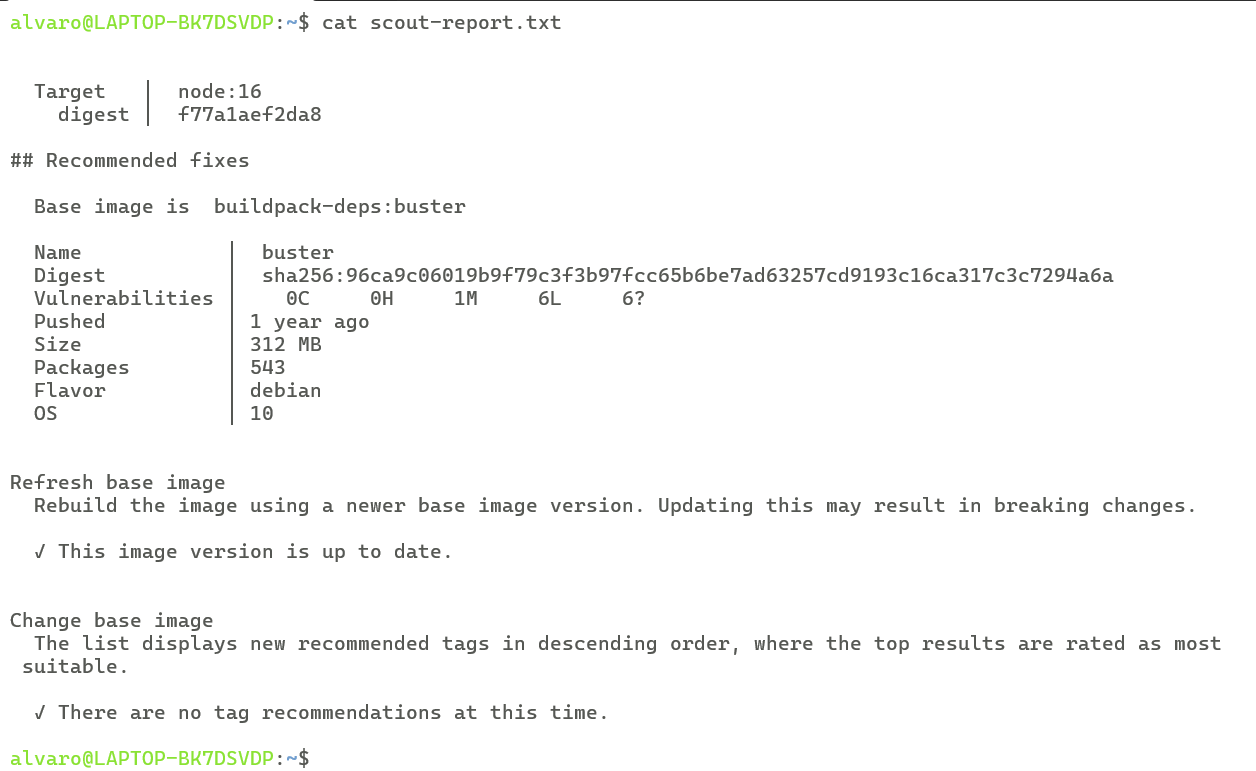 alvaro@LAPTOP-BK7DSVDP:~$ cat scout-report.txt
Target │ node:16
digest │ f77a1aef2da8
## Recommended fixes
Base image is buildpack-deps:buster
Name │ buster
Digest │ sha256:96ca9c06019b9f79c3f3b97fcc65b6be7ad63257cd9193c16ca317c3c7294a6a
Vulnerabilities │ 0C 0H 1M 6L 6?
Pushed │ 1 year ago
Size │ 312 MB
Packages │ 543
Flavor │ debian
OS │ 10
Refresh base image
Rebuild the image using a newer base image version. Updating this may result in breaking changes.
✓ This image version is up to date.
Change base image
The list displays new recommended tags in descending order, where the top results are rated as most
suitable.
✓ There are no tag recommendations at this time.
alvaro@LAPTOP-BK7DSVDP:~$